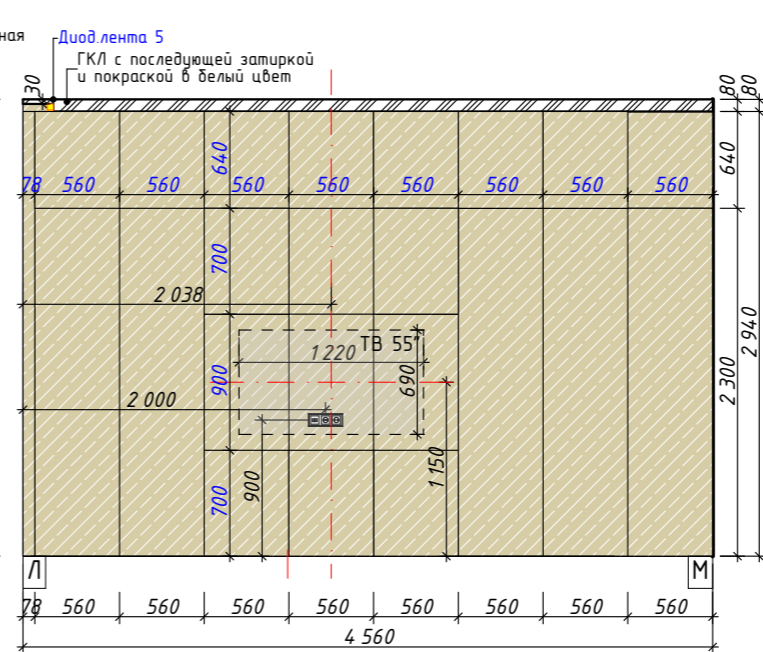 ная
Диод.лента 5
ГКЛ с последующей затиркой
и покраской в белый цвет
30
80
80
640
640
78 560 560 560 560 560 560 560 560
700
2 038
ТВ 55"
1 220
2 940
900
690
2 300
2 000
1 150
900
700
Л
М
78 560 560 560 560 560 560 560 560
4 560